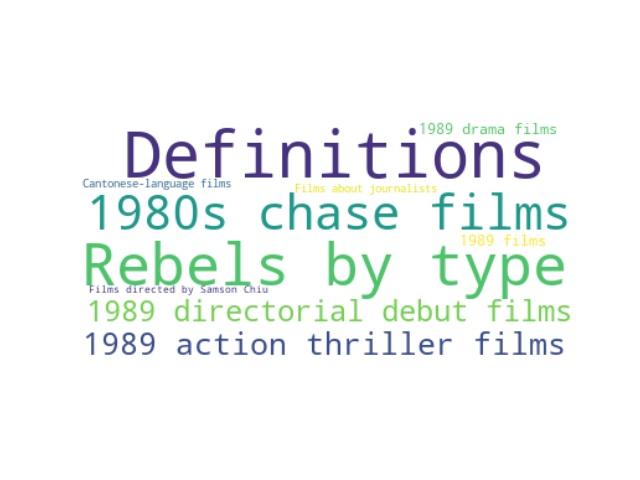 1989 drama films
Definitions
Cantonese-language films
Films about journalists
1980s chase films
1989 films
Rebels by type
Films directed by Samson Chiu
1989 directorial debut films
1989 action thriller films